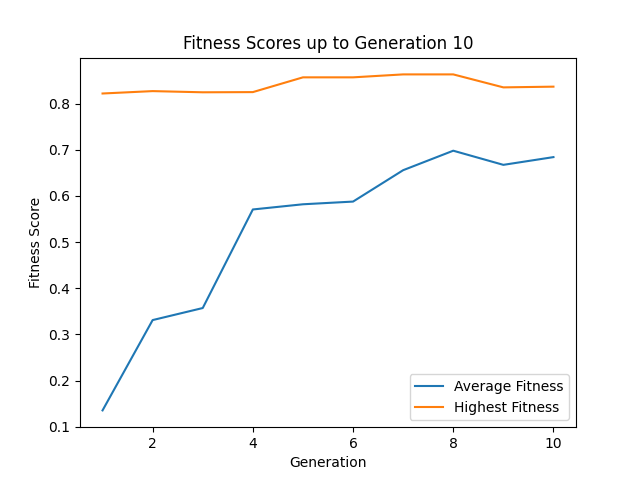 Fitness Scores up to Generation 10
Fitness Score
0.8
0.7
0.6
0.5
0.4
0.3
0.2
0.1
2 4 6 8 10
Generation
Average Fitness
Highest Fitness